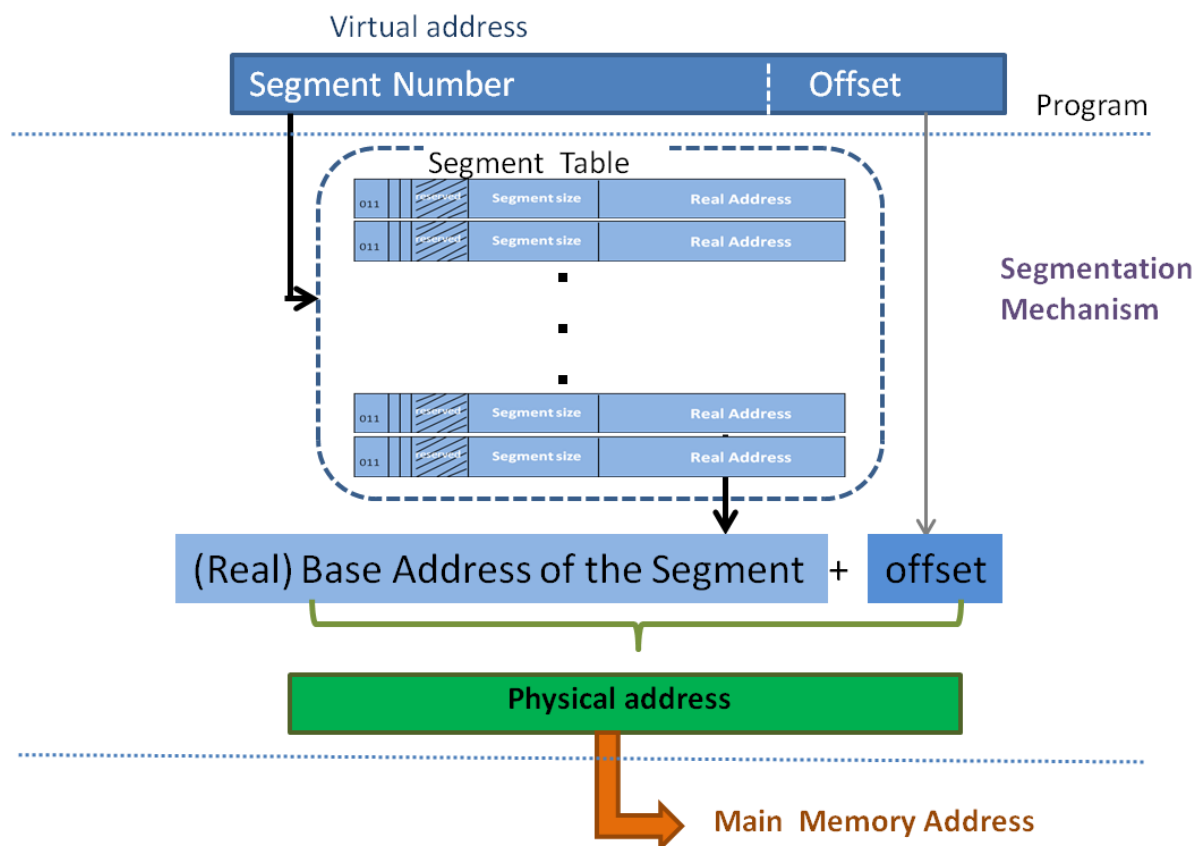 Virtual address
Segment Number Offset
Program
Segment Table
011 reserved Segment size Real Address
011 reserved Segment size Real Address
Segmentation
Mechanism
011 reserved Segment size Real Address
011 reserved Segment size Real Address
(Real) Base Address of the Segment + offset
Physical address
Main Memory Address